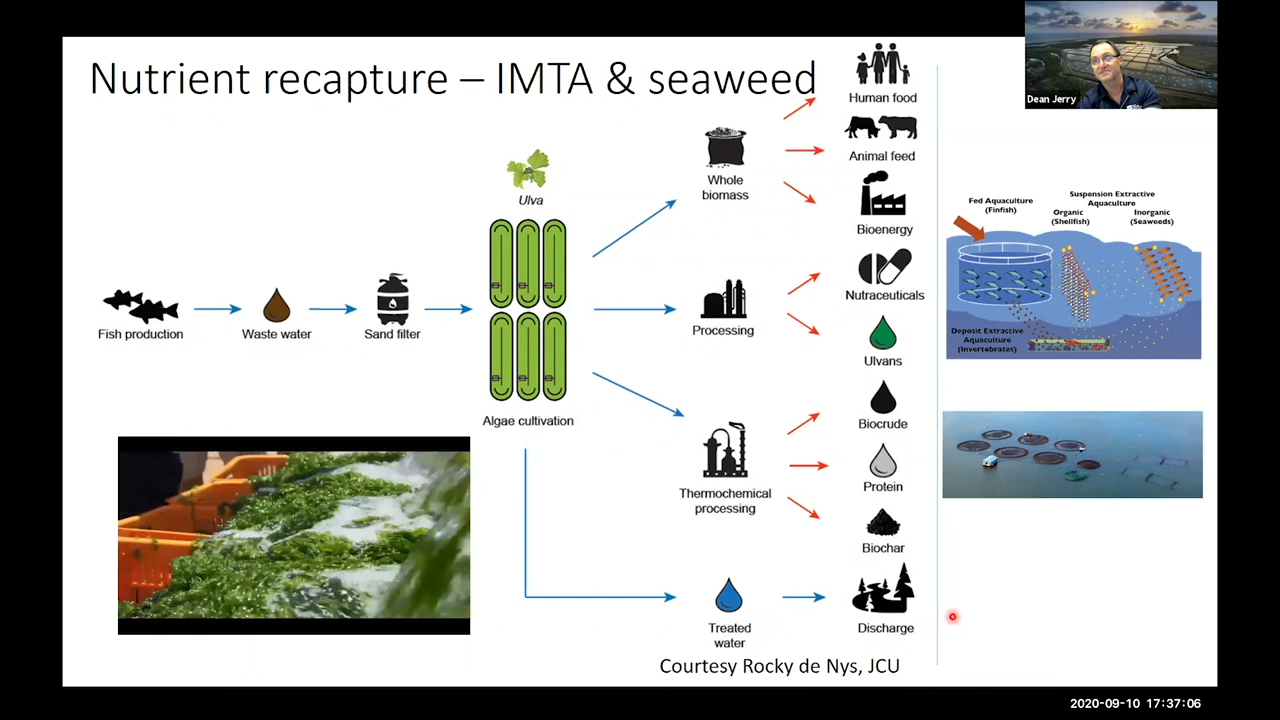 Nutrient recapture – IMTA & seaweed
Dean Jerry
Human food
Animal feed
Bioenergy
Nutraceuticals
Ulvans
Biocrude
Protein
Biochar
Discharge
Whole
biomass
Processing
Thermochemical
processing
Treated
water
Ulva
Algae cultivation
Fish production
Waste water
Sand filter
Fed Aquaculture
(Finfish)
Suspension Extractive
Aquaculture
Organic
(Shellfish)
Inorganic
(Seaweeds)
Deposit Extractive
Aquaculture
(Invertebrates)
Courtesy Rocky de Nys, JCU
2020-09-10 17:37:06